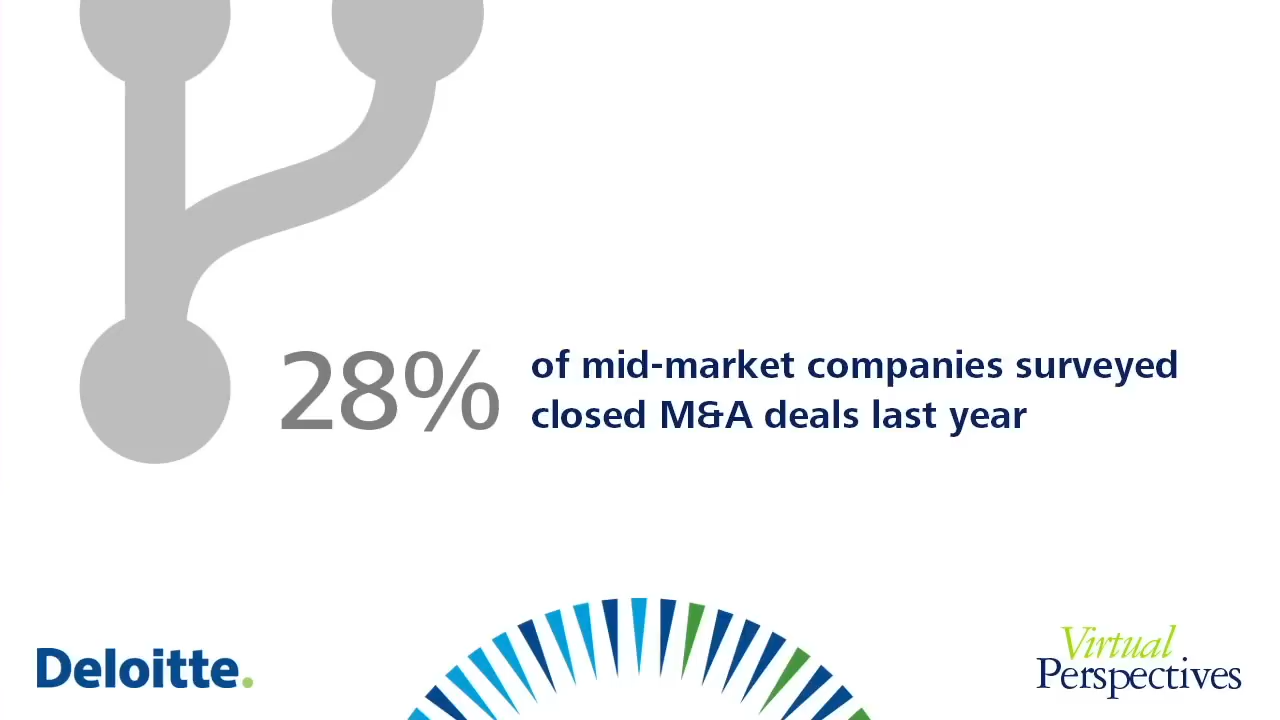 28%
of mid-market companies surveyed
closed M&A deals last year
Deloitte.
Virtual
Perspectives